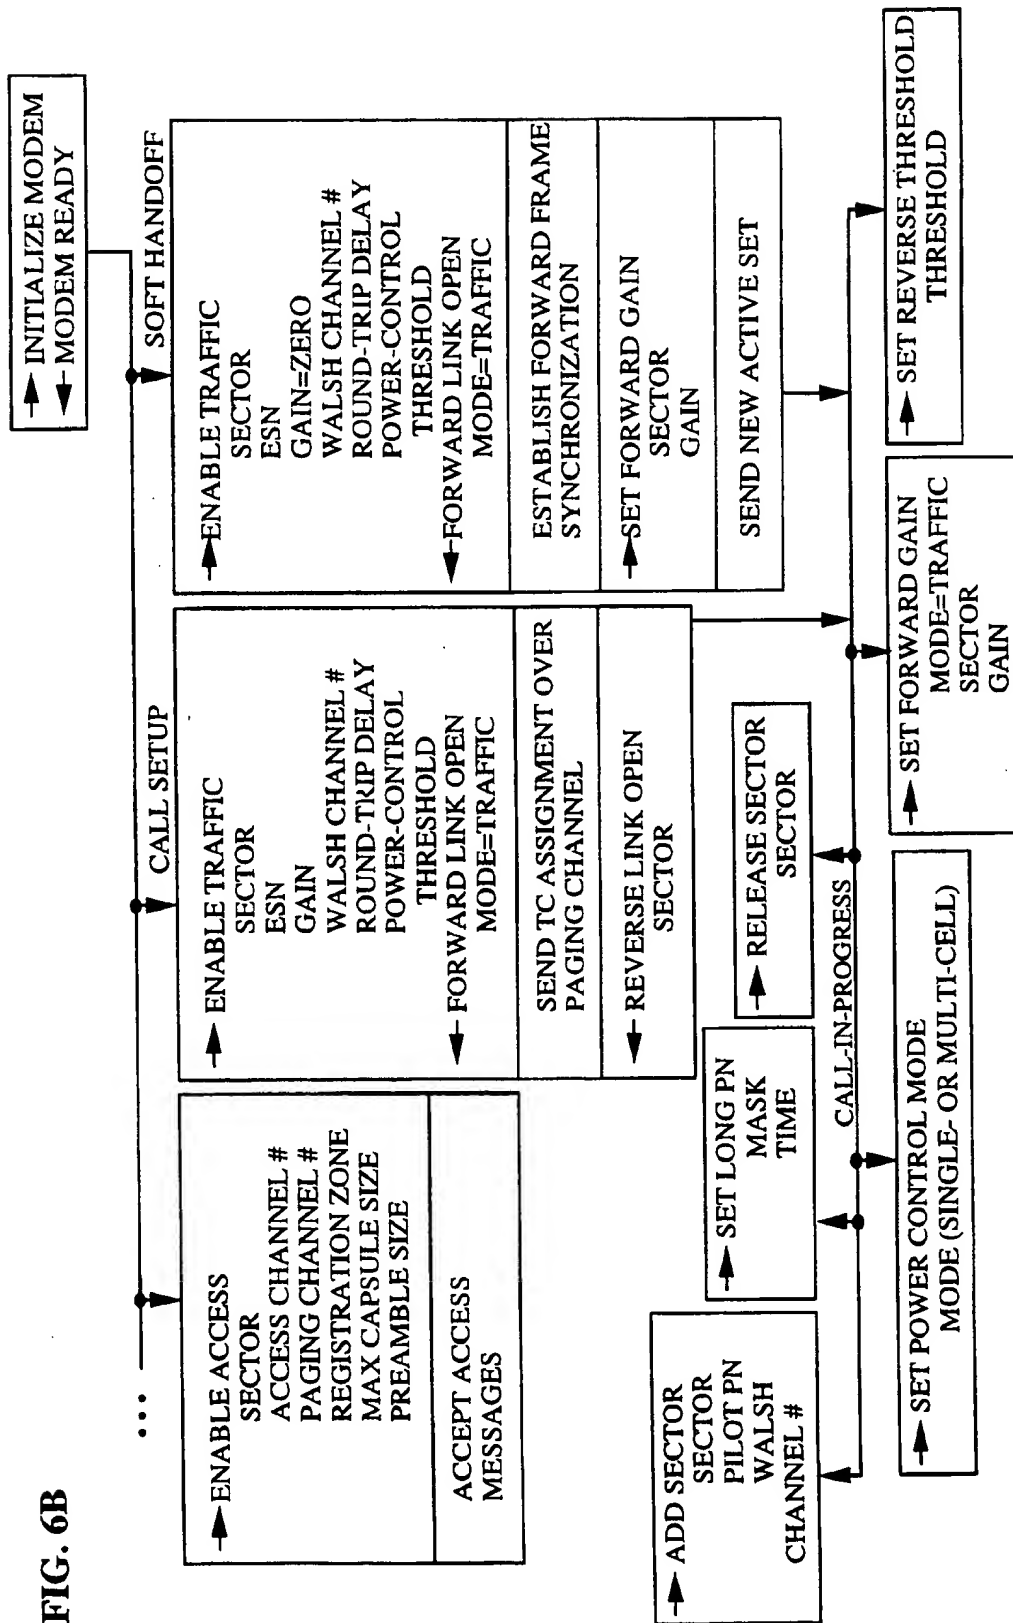 FIG. 6B
INITIALIZE MODEM
MODEM READY
...
CALL SETUP
SOFT HANDOFF
ENABLE ACCESS
SECTOR
ACCESS CHANNEL #
PAGING CHANNEL #
REGISTRATION ZONE
MAX CAPSULE SIZE
PREAMBLE SIZE
ACCEPT ACCESS
MESSAGES
ENABLE TRAFFIC
SECTOR
ESN
GAIN
WALSH CHANNEL #
ROUND-TRIP DELAY
POWER-CONTROL
THRESHOLD
FORWARD LINK OPEN
MODE=TRAFFIC
SEND TC ASSIGNMENT OVER
PAGING CHANNEL
REVERSE LINK OPEN
SECTOR
ENABLE TRAFFIC
SECTOR
ESN
GAIN=ZERO
WALSH CHANNEL #
ROUND-TRIP DELAY
POWER-CONTROL
THRESHOLD
FORWARD LINK OPEN
MODE=TRAFFIC
ESTABLISH FORWARD FRAME
SYNCHRONIZATION
SET FORWARD GAIN
SECTOR
GAIN
SEND NEW ACTIVE SET
ADD SECTOR
SECTOR
PILOT PN
WALSH
CHANNEL #
SET LONG PN
MASK
TIME
RELEASE SECTOR
SECTOR
CALL-IN-PROGRESS
SET POWER CONTROL MODE
MODE (SINGLE- OR MULTI-CELL)
SET FORWARD GAIN
MODE=TRAFFIC
SECTOR
GAIN
SET REVERSE THRESHOLD
THRESHOLD